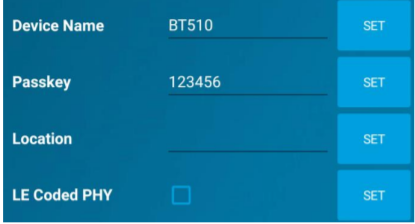 Device Name BT510 SET
Passkey 123456 SET
Location SET
LE Coded PHY SET